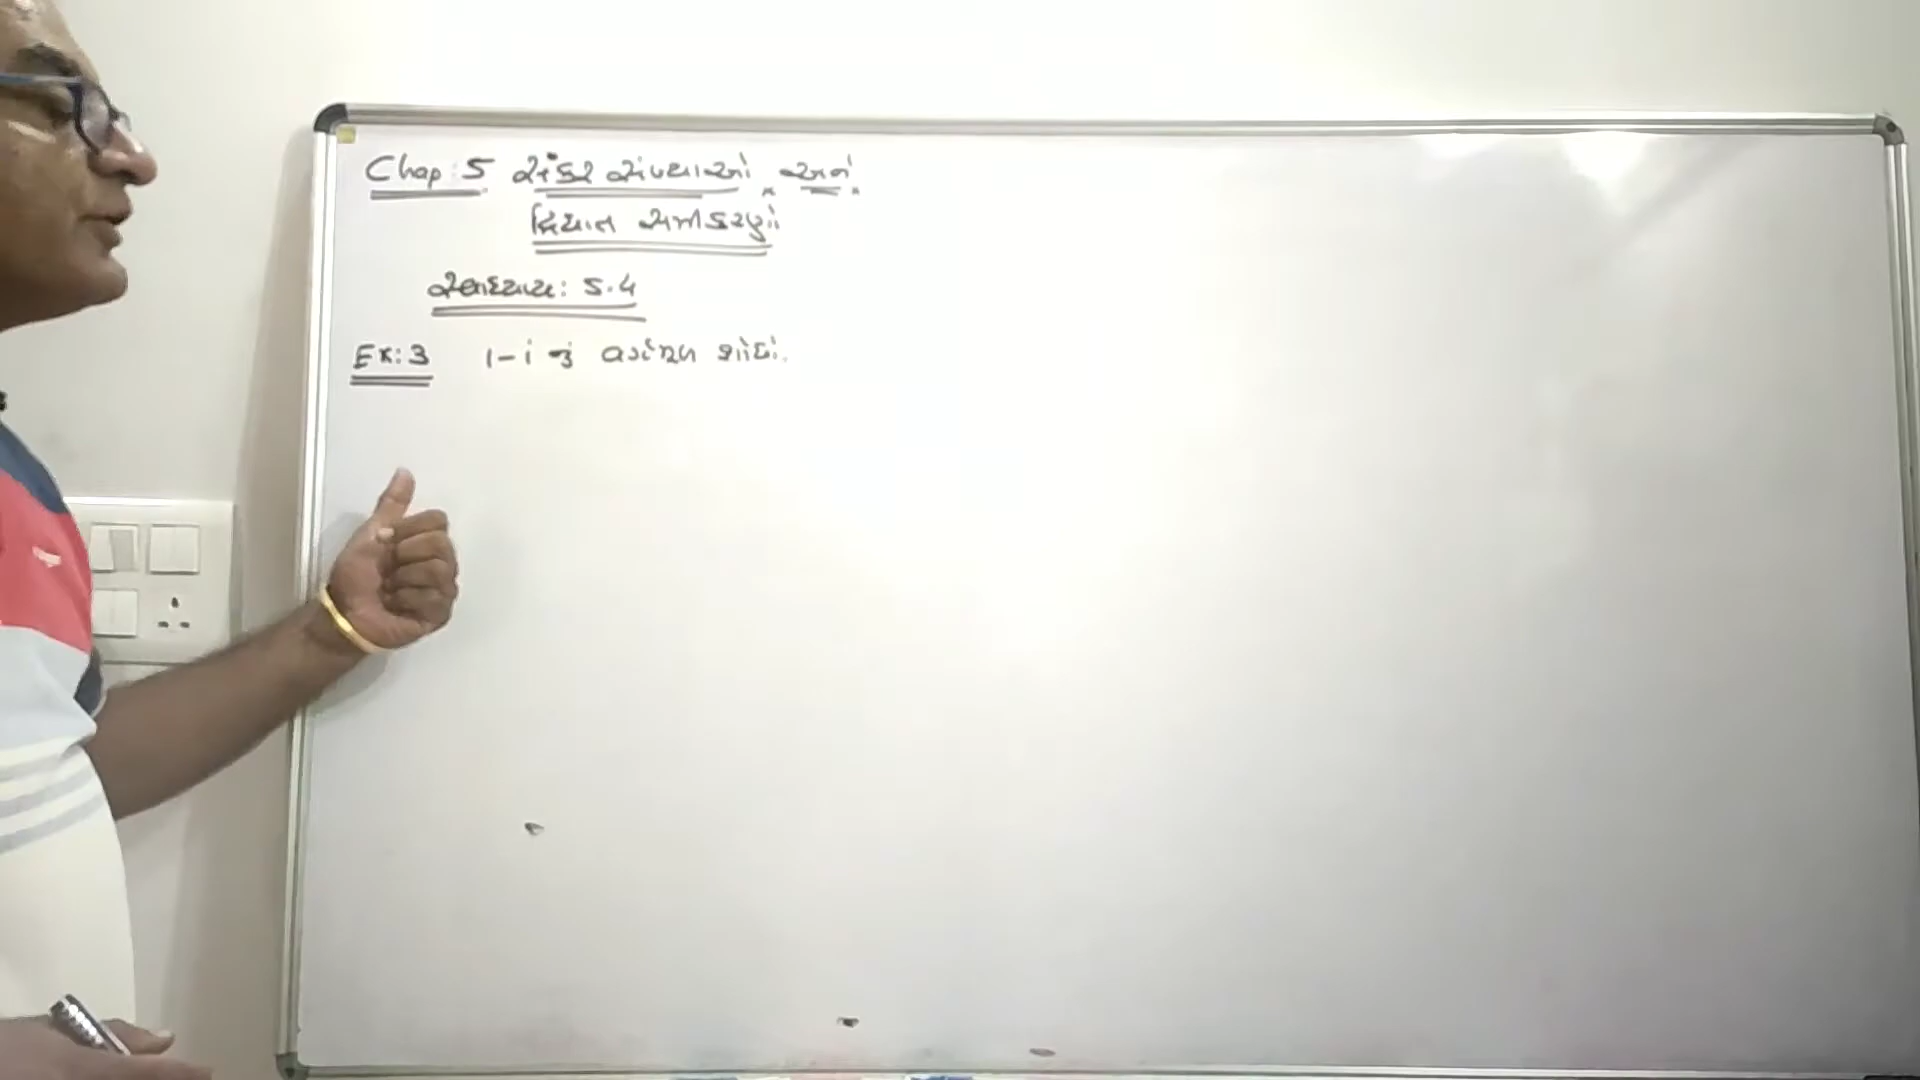 Chap: 5 સંકર સંખ્યાઓ અને
દ્વિઘાત સમીકરણો
સ્વાધ્યાય: 5.4
Ex: 3 1-i નું વર્ગમૂળ શોધો.